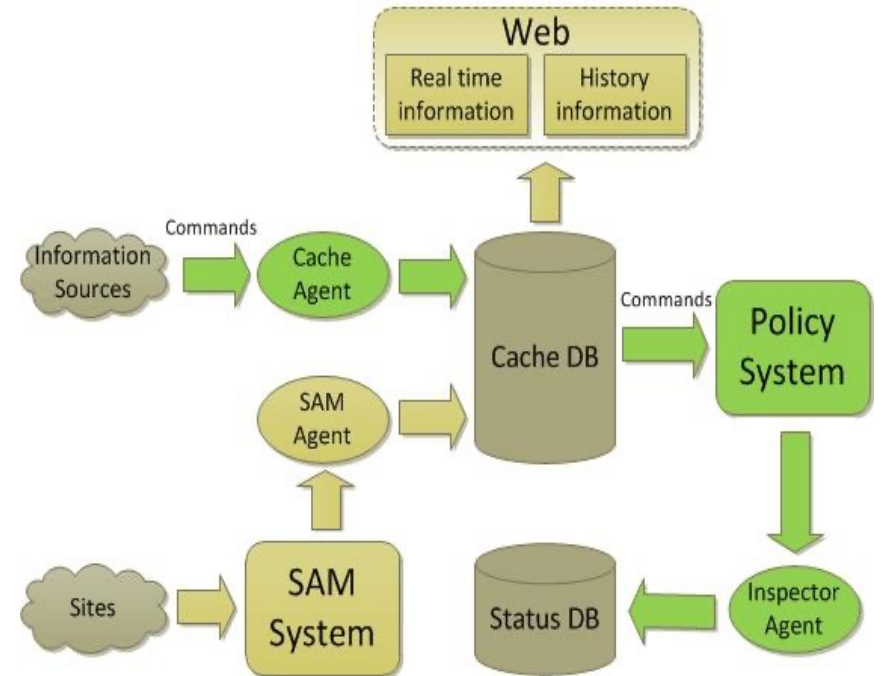 Web
Real time
information
History
information
Commands
Information
Sources
Cache
Agent
Cache DB
Commands
Policy
System
SAM
Agent
Sites
SAM
System
Status DB
Inspector
Agent